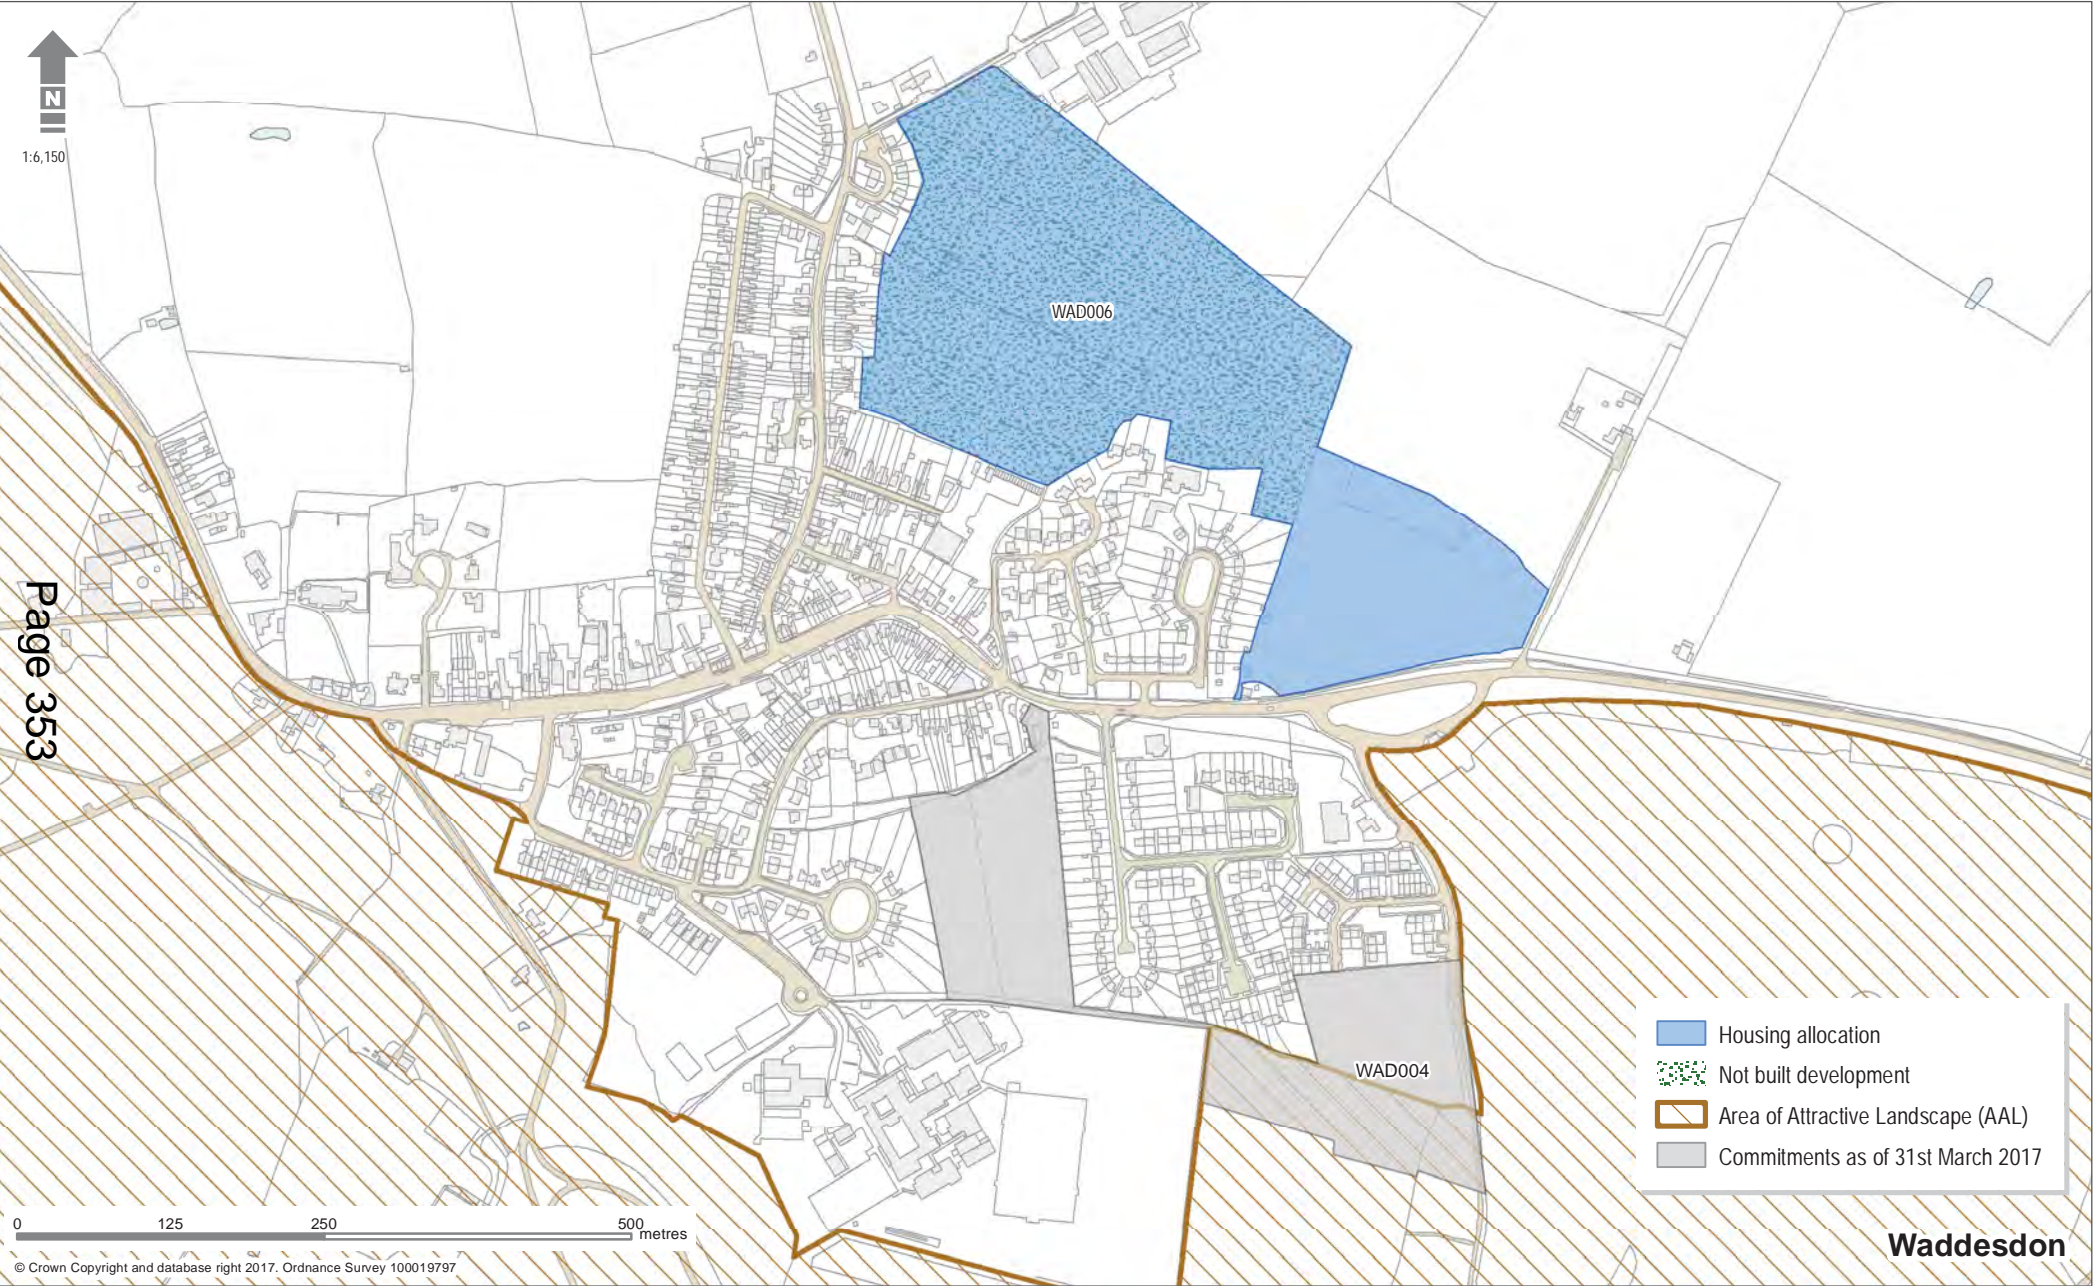 N
1:6,150
WAD006
Page 353
WAD004
Housing allocation
Not built development
Area of Attractive Landscape (AAL)
Commitments as of 31st March 2017
0 125 250 500 metres
Waddesdon
© Crown Copyright and database right 2017. Ordnance Survey 100019797